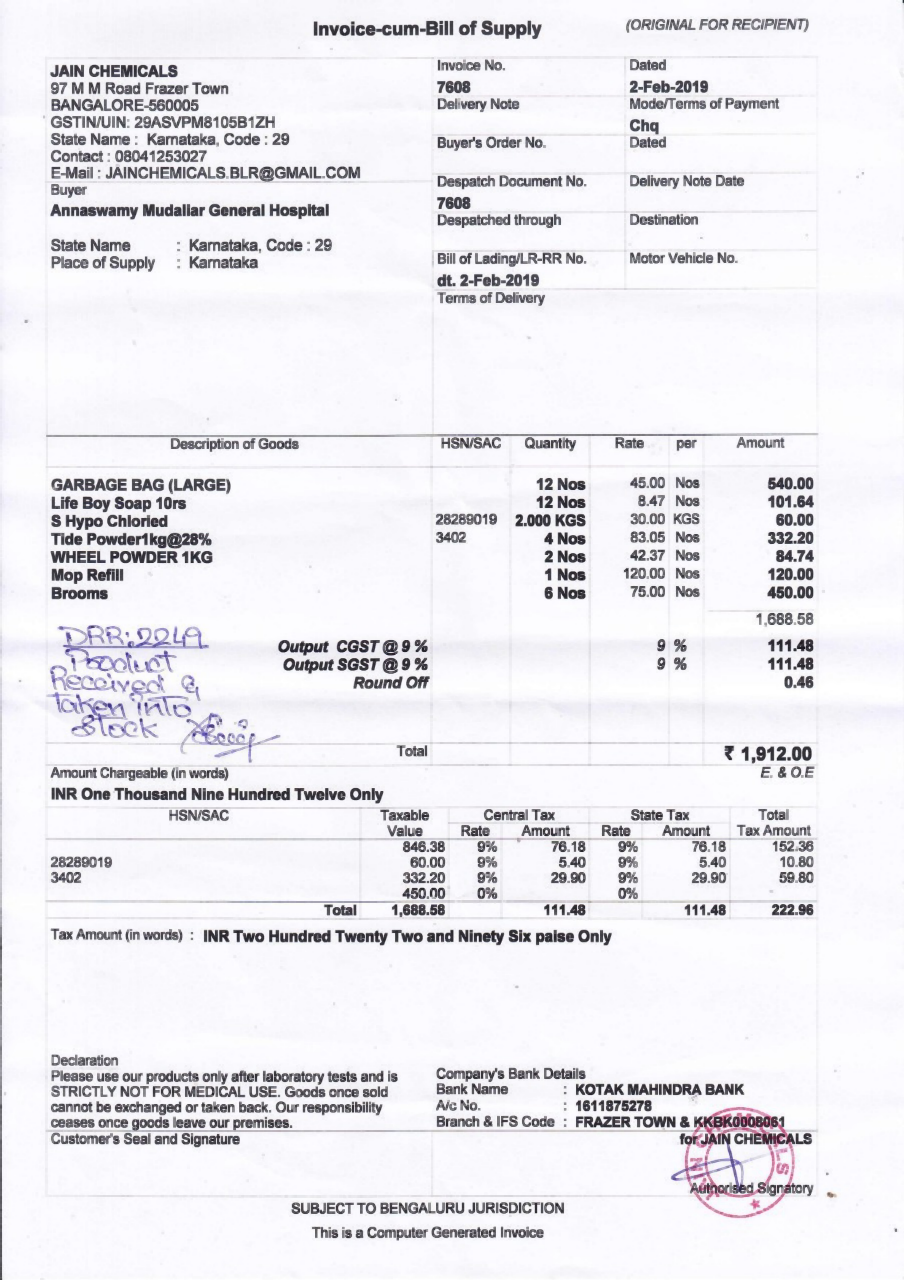 Invoice-cum-Bill of Supply
(ORIGINAL FOR RECIPIENT)
JAIN CHEMICALS
97 M M Road Frazer Town
BANGALORE-560005
GSTIN/UIN: 29ASVPM8105B1ZH
State Name : Karnataka, Code : 29
Contact : 08041253027
E-Mail : JAINCHEMICALS.BLR@GMAIL.COM
Buyer
Annaswamy Mudaliar General Hospital
State Name : Karnataka, Code : 29
Place of Supply : Karnataka
Invoice No. Dated
7608 2-Feb-2019
Delivery Note Mode/Terms of Payment
Chq
Buyer's Order No. Dated
Despatch Document No. Delivery Note Date
7608
Despatched through Destination
Bill of Lading/LR-RR No. Motor Vehicle No.
dt. 2-Feb-2019
Terms of Delivery
Description of Goods HSN/SAC Quantity Rate per Amount
GARBAGE BAG (LARGE) 12 Nos 45.00 Nos 540.00
Life Boy Soap 10rs 12 Nos 8.47 Nos 101.64
S Hypo Chloried 28289019 2.000 KGS 30.00 KGS 60.00
Tide Powder1kg@28% 3402 4 Nos 83.05 Nos 332.20
WHEEL POWDER 1KG 2 Nos 42.37 Nos 84.74
Mop Refill 1 Nos 120.00 Nos 120.00
Brooms 6 Nos 75.00 Nos 450.00
1,688.58
Output CGST @ 9 % 9 % 111.48
Output SGST @ 9 % 9 % 111.48
Round Off 0.46
DRR: 2249
Product
Received &
taken into
stock
Total ₹ 1,912.00
Amount Chargeable (in words) E. & O.E
INR One Thousand Nine Hundred Twelve Only
HSN/SAC Taxable Central Tax State Tax Total
Value Rate Amount Rate Amount Tax Amount
846.38 9% 76.18 9% 76.18 152.36
28289019 60.00 9% 5.40 9% 5.40 10.80
3402 332.20 9% 29.90 9% 29.90 59.80
450.00 0% 0%
Total 1,688.58 111.48 111.48 222.96
Tax Amount (in words) : INR Two Hundred Twenty Two and Ninety Six paise Only
Declaration
Please use our products only after laboratory tests and is
STRICTLY NOT FOR MEDICAL USE. Goods once sold
cannot be exchanged or taken back. Our responsibility
ceases once goods leave our premises.
Customer's Seal and Signature
Company's Bank Details
Bank Name : KOTAK MAHINDRA BANK
A/c No. : 1611875278
Branch & IFS Code : FRAZER TOWN & KKBK0008061
for JAIN CHEMICALS
JAIN CHEMICALS
Authorised Signatory
SUBJECT TO BENGALURU JURISDICTION
This is a Computer Generated Invoice